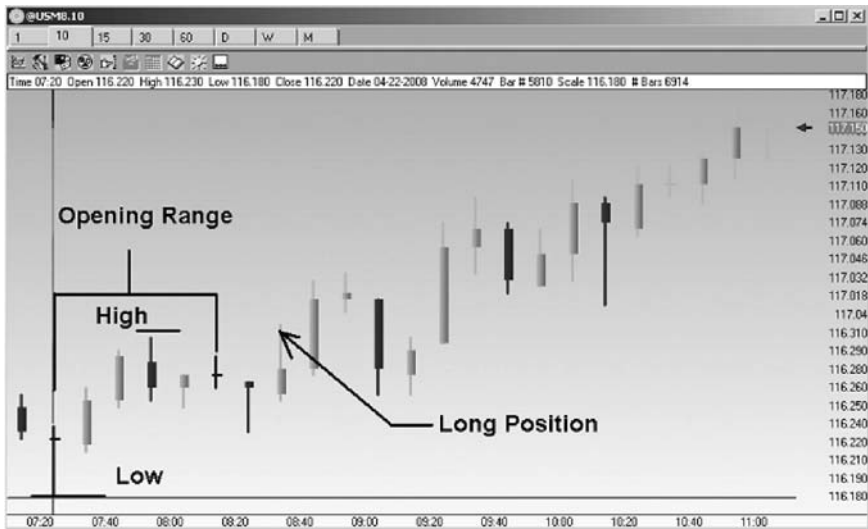 @USM8.10
1 10 15 30 60 D W M
Time 07:20 Open 116.220 High 116.230 Low 116.180 Close 116.220 Date 04-22-2008 Volume 4747 Bar # 5810 Scale 116.180 # Bars 6914
117.180
117.160
117.150
117.130
117.120
117.110
117.088
117.074
117.060
117.046
117.032
117.018
117.04
116.310
116.290
116.280
116.260
116.250
116.240
116.220
116.210
116.190
116.180
Opening Range
High
Long Position
Low
07:20 07:40 08:00 08:20 08:40 09:00 09:20 09:40 10:00 10:20 10:40 11:00